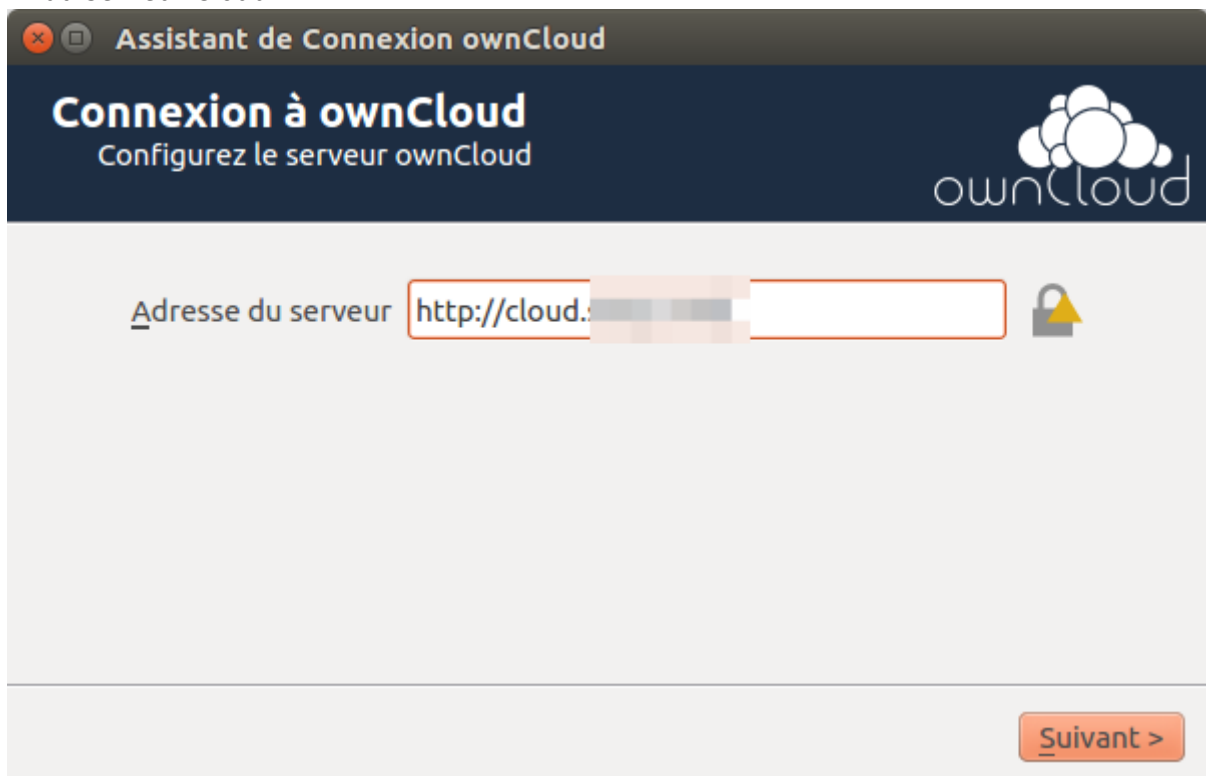 Assistant de Connexion ownCloud
Connexion à ownCloud
Configurez le serveur ownCloud
ownCloud
Adresse du serveur
http://cloud.
Suivant >